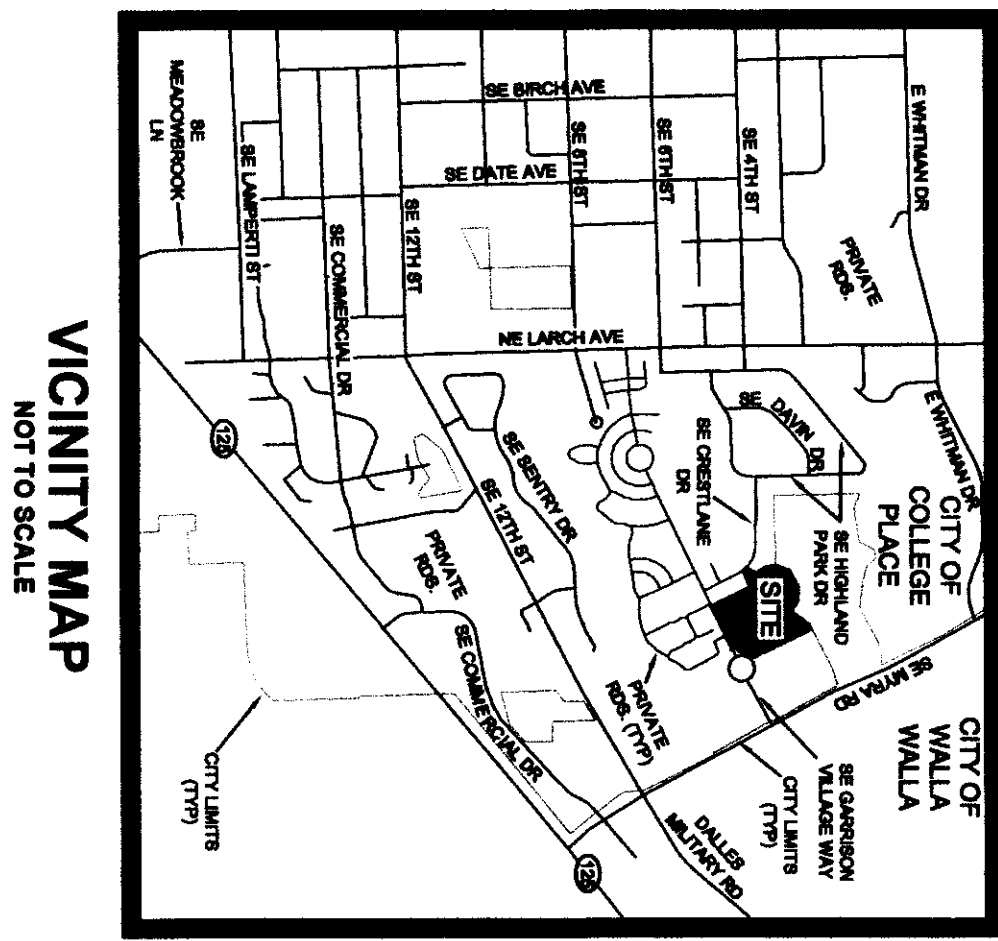 VICINITY MAP
NOT TO SCALE
SE
MEADOWBROOK
LN
SE LAMPERTI ST
SE COMMERCIAL DR
SE 12TH ST
SE BIRCH AVE
SE DATE AVE
SE 8TH ST
SE 6TH ST
SE 4TH ST
E WHITMAN DR
PRIVATE
RDS.
NE LARCH AVE
SE
DAVIN
DR
SE CRESTLANE
DR
E WHITMAN DR
CITY OF
COLLEGE
PLACE
SE HIGHLAND
PARK DR
SITE
SE SENTRY DR
SE 12TH ST
125
PRIVATE
RDS.
SE COMMERCIAL DR
PRIVATE
RDS. (TYP)
SE MYRA RD
CITY OF
WALLA
WALLA
SE GARRISON
VILLAGE WAY
CITY LIMITS
(TYP)
DALLES
MILITARY RD
CITY LIMITS
(TYP)
125